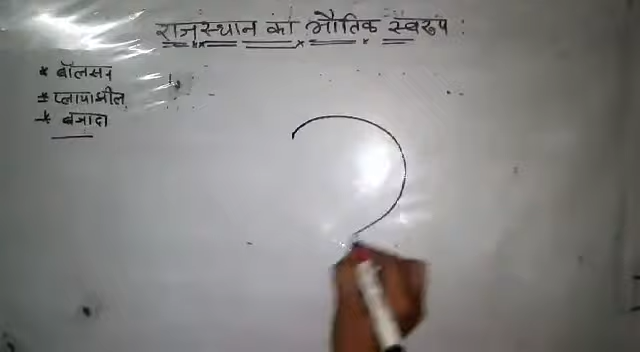 राजस्थान का भौतिक स्वरूप :
* बॉलसन
* प्लायाझील
* बजादा